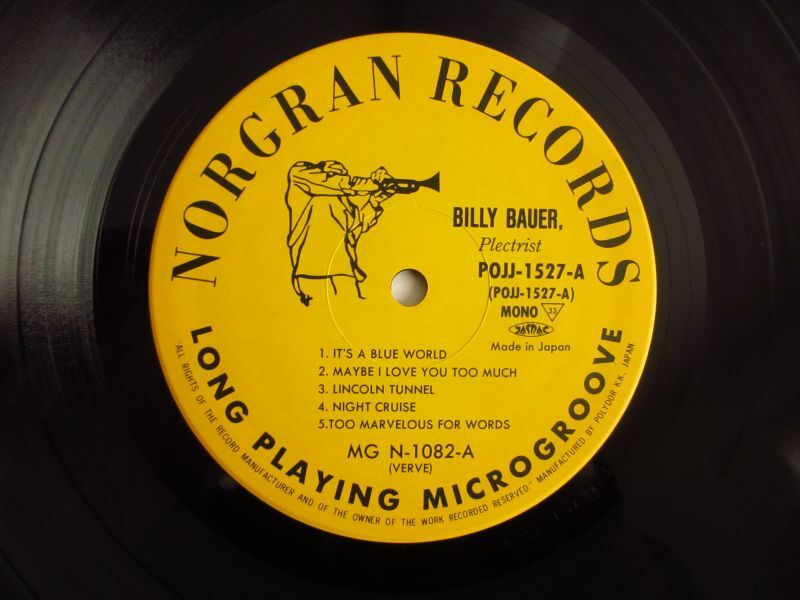 NORGRAN RECORDS
BILLY BAUER,
Plectrist
POJJ-1527-A
(POJJ-1527-A)
MONO 33
JASRAC
Made in Japan
1. IT'S A BLUE WORLD
2. MAYBE I LOVE YOU TOO MUCH
3. LINCOLN TUNNEL
4. NIGHT CRUISE
5.TOO MARVELOUS FOR WORDS
MG N-1082-A
(VERVE)
LONG PLAYING MICROGROOVE
"ALL RIGHTS OF THE RECORD MANUFACTURER AND OF THE OWNER OF THE WORK RECORDED RESERVED." MANUFACTURED BY POLYDOR K.K. JAPAN.